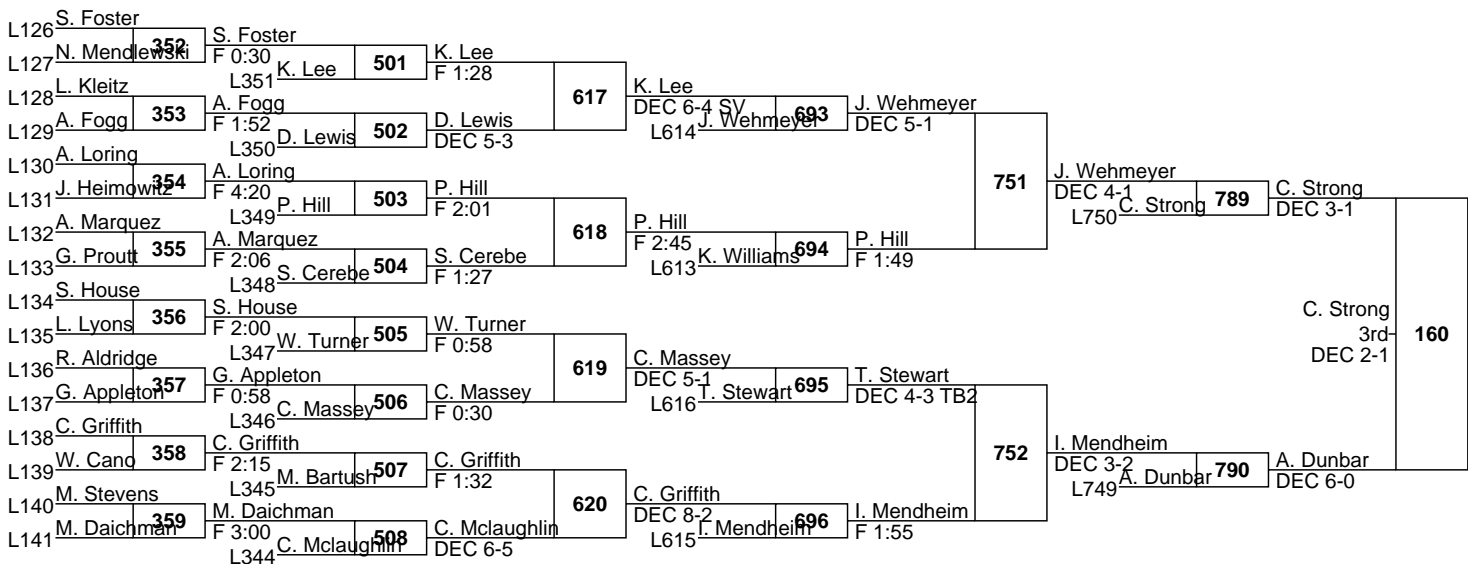 L126 S. Foster
352
L127 N. Mendlewski
S. Foster
F 0:30
L351 K. Lee
501
K. Lee
F 1:28
L128 L. Kleitz
353
L129 A. Fogg
A. Fogg
F 1:52
L350 D. Lewis
502
D. Lewis
DEC 5-3
617
K. Lee
DEC 6-4 SV
L614 J. Wehmeyer
693
J. Wehmeyer
DEC 5-1
L130 A. Loring
354
L131 J. Heimowitz
A. Loring
F 4:20
L349 P. Hill
503
P. Hill
F 2:01
L132 A. Marquez
355
L133 G. Proutt
A. Marquez
F 2:06
L348 S. Cerebe
504
S. Cerebe
F 1:27
618
P. Hill
F 2:45
L613 K. Williams
694
P. Hill
F 1:49
751
J. Wehmeyer
DEC 4-1
L750 C. Strong
789
C. Strong
DEC 3-1
L134 S. House
356
L135 L. Lyons
S. House
F 2:00
L347 W. Turner
505
W. Turner
F 0:58
L136 R. Aldridge
357
L137 G. Appleton
G. Appleton
F 0:58
L346 C. Massey
506
C. Massey
F 0:30
619
C. Massey
DEC 5-1
L616 T. Stewart
695
T. Stewart
DEC 4-3 TB2
L138 C. Griffith
358
L139 W. Cano
C. Griffith
F 2:15
L345 M. Bartush
507
C. Griffith
F 1:32
L140 M. Stevens
359
L141 M. Daichman
M. Daichman
F 3:00
L344 C. Mclaughlin
508
C. Mclaughlin
DEC 6-5
620
C. Griffith
DEC 8-2
L615 I. Mendheim
696
I. Mendheim
F 1:55
752
I. Mendheim
DEC 3-2
L749 A. Dunbar
790
A. Dunbar
DEC 6-0
C. Strong
3rd
DEC 2-1
160